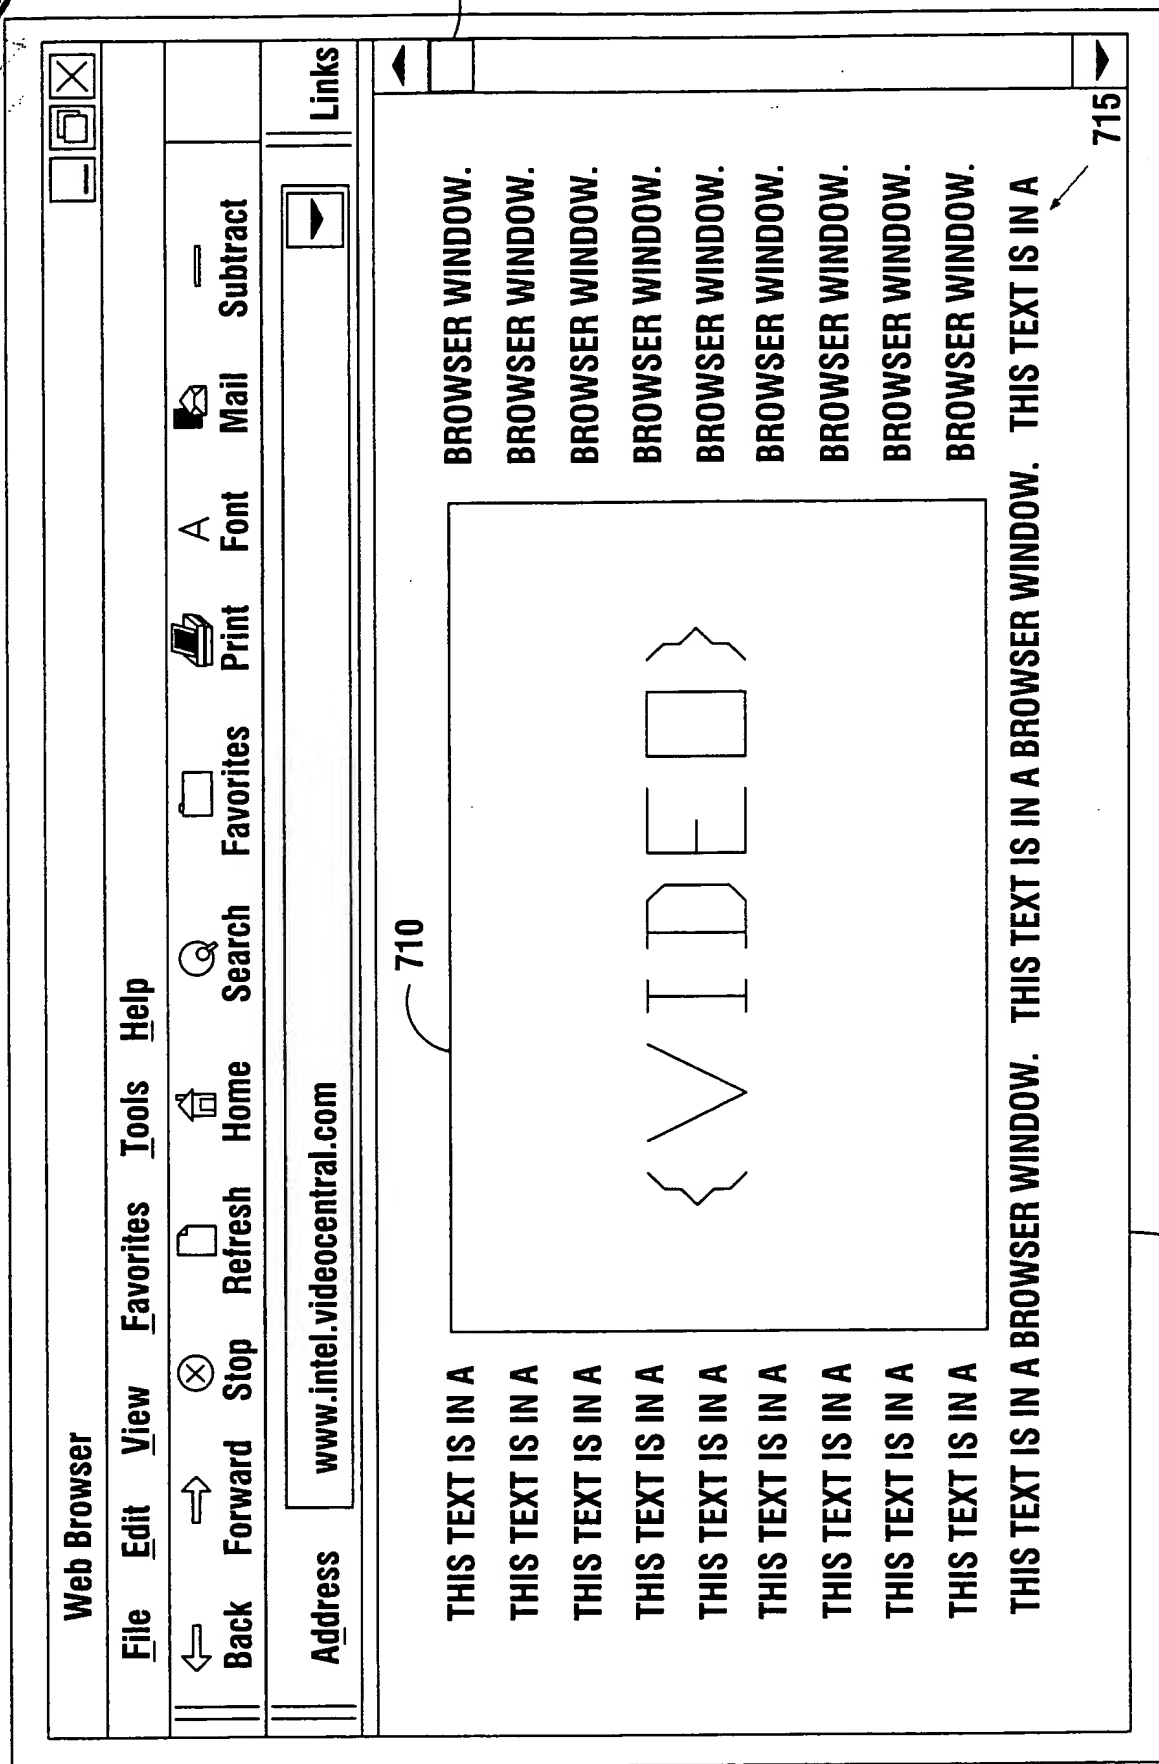 Web Browser
File Edit View Favorites Tools Help
Back Forward Stop Refresh Home Search Favorites Print Font Mail Subtract
Address www.intel.videocentral.com Links
710
THIS TEXT IS IN A BROWSER WINDOW.
THIS TEXT IS IN A BROWSER WINDOW.
THIS TEXT IS IN A BROWSER WINDOW.
THIS TEXT IS IN A BROWSER WINDOW.
THIS TEXT IS IN A {VIDEO} BROWSER WINDOW.
THIS TEXT IS IN A BROWSER WINDOW.
THIS TEXT IS IN A BROWSER WINDOW.
THIS TEXT IS IN A BROWSER WINDOW.
THIS TEXT IS IN A BROWSER WINDOW.
THIS TEXT IS IN A BROWSER WINDOW. THIS TEXT IS IN A BROWSER WINDOW. THIS TEXT IS IN A
715